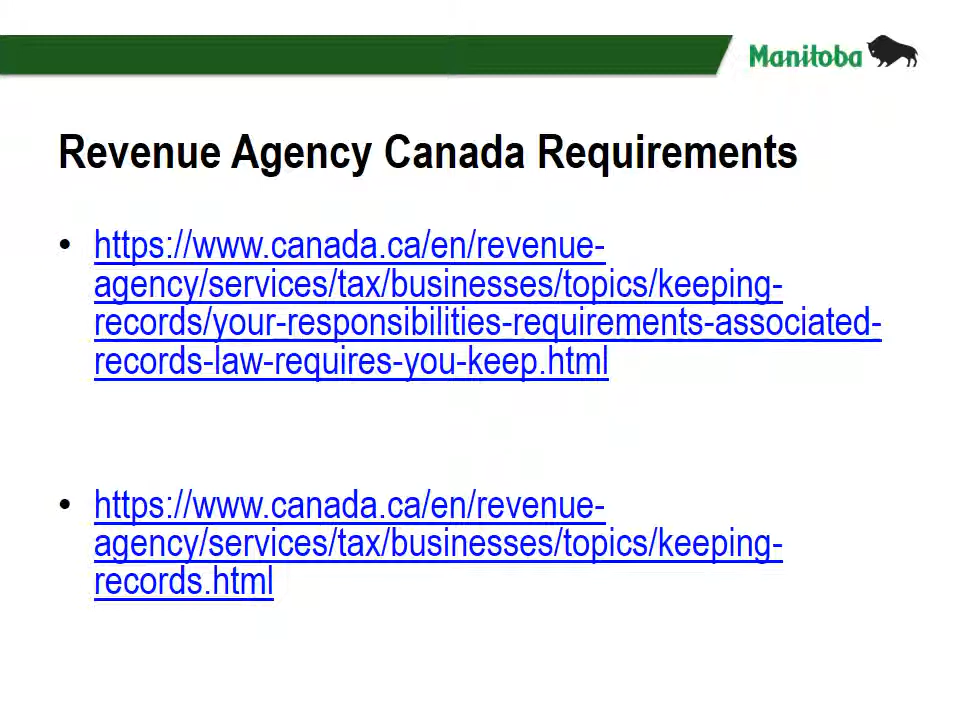 Manitoba
Revenue Agency Canada Requirements
• https://www.canada.ca/en/revenue-
agency/services/tax/businesses/topics/keeping-
records/your-responsibilities-requirements-associated-
records-law-requires-you-keep.html
• https://www.canada.ca/en/revenue-
agency/services/tax/businesses/topics/keeping-
records.html